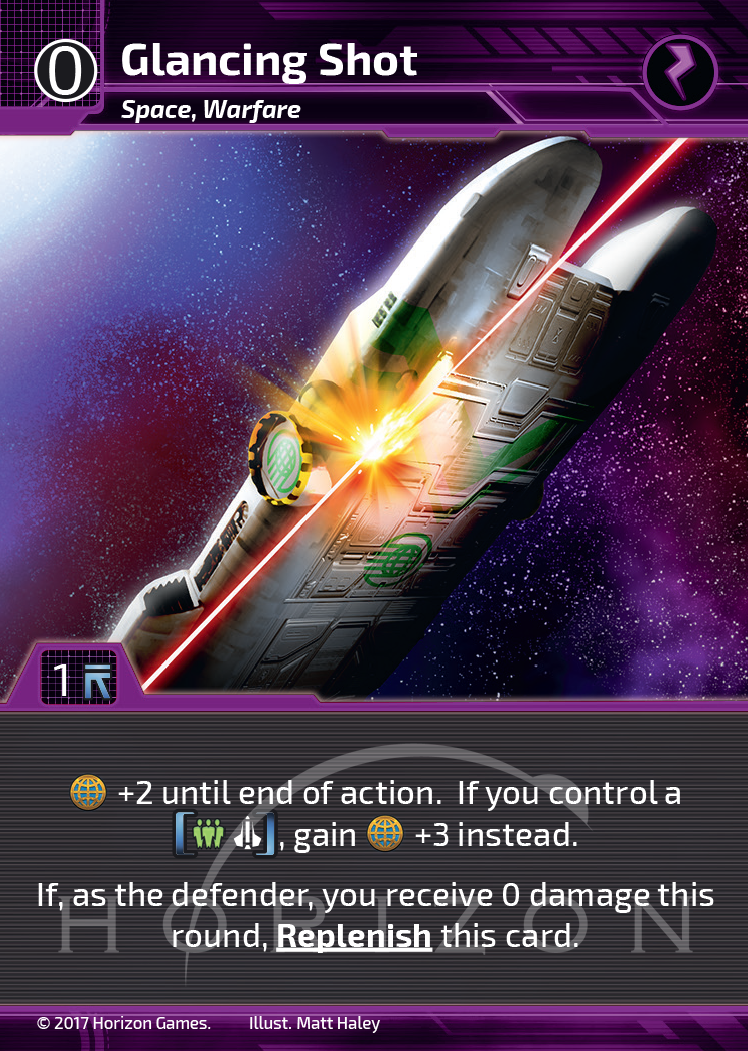 0
Glancing Shot
Space, Warfare
1
+2 until end of action. If you control a
[ ], gain +3 instead.
If, as the defender, you receive 0 damage this
round, Replenish this card.
HORIZON
© 2017 Horizon Games. Illust. Matt Haley